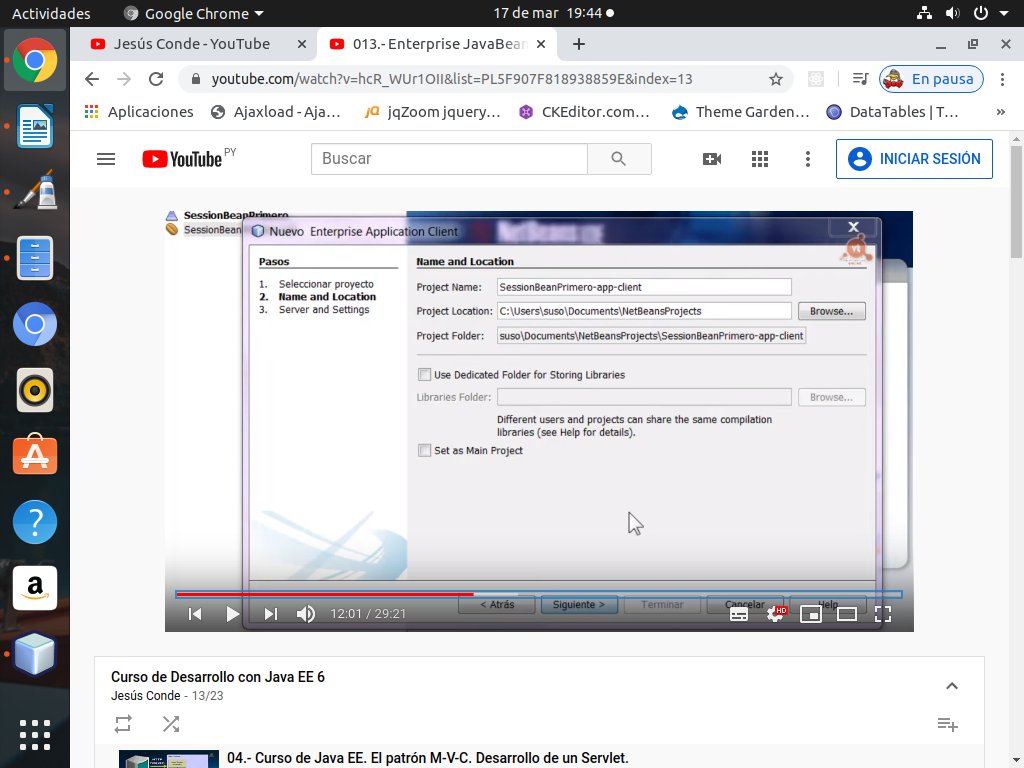 Actividades
Google Chrome
17 de mar 19:44
Jesús Conde - YouTube
013.- Enterprise JavaBean
youtube.com/watch?v=hcR_WUr1OII&list=PL5F907F818938859E&index=13
En pausa
Aplicaciones
Ajaxload - Aja...
jqZoom jquery...
CKEditor.com...
Theme Garden...
DataTables | T...
»
YouTube PY
Buscar
INICIAR SESIÓN
SessionBeanPrimero
SessionBean
Nuevo Enterprise Application Client
NetBeans
X
Pasos
1. Seleccionar proyecto
2. Name and Location
3. Server and Settings
Name and Location
Project Name: SessionBeanPrimero-app-client
Project Location: C:\Users\suso\Documents\NetBeansProjects Browse...
Project Folder: suso\Documents\NetBeansProjects\SessionBeanPrimero-app-client
Use Dedicated Folder for Storing Libraries
Libraries Folder: Browse...
Different users and projects can share the same compilation
libraries (see Help for details).
Set as Main Project
< Atrás
Siguiente >
Terminar
Cancelar
Help
12:01 / 29:21
HD
Curso de Desarrollo con Java EE 6
Jesús Conde - 13/23
04.- Curso de Java EE. El patrón M-V-C. Desarrollo de un Servlet.